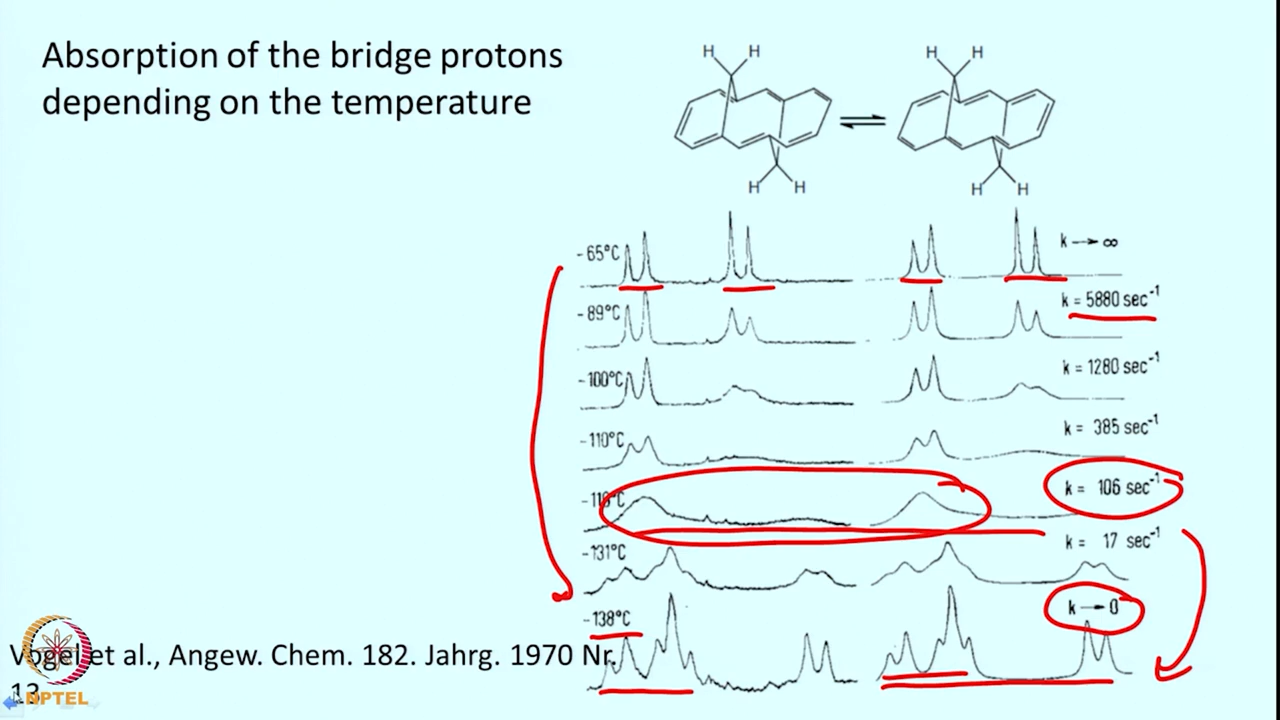 Absorption of the bridge protons
depending on the temperature
H H H H
H H H H
-65°C k → ∞
-89°C k = 5880 sec⁻¹
-100°C k = 1280 sec⁻¹
-110°C k = 385 sec⁻¹
k = 106 sec⁻¹
-131°C k = 17 sec⁻¹
-138°C k → 0
Vogel et al., Angew. Chem. 182. Jahrg. 1970 Nr.
13
NPTEL